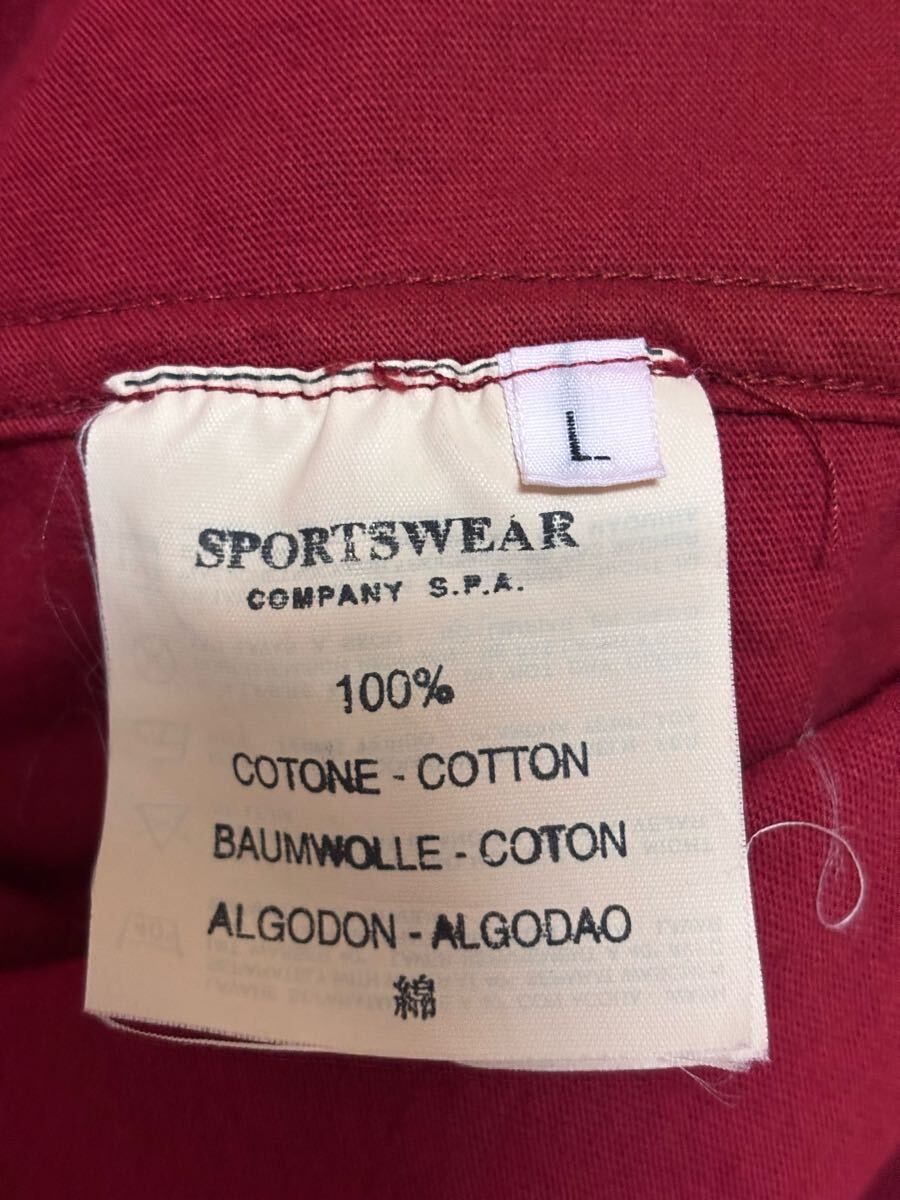 L
SPORTSWEAR
COMPANY S.P.A.
100%
COTONE - COTTON
BAUMWOLLE - COTON
ALGODON - ALGODAO
綿